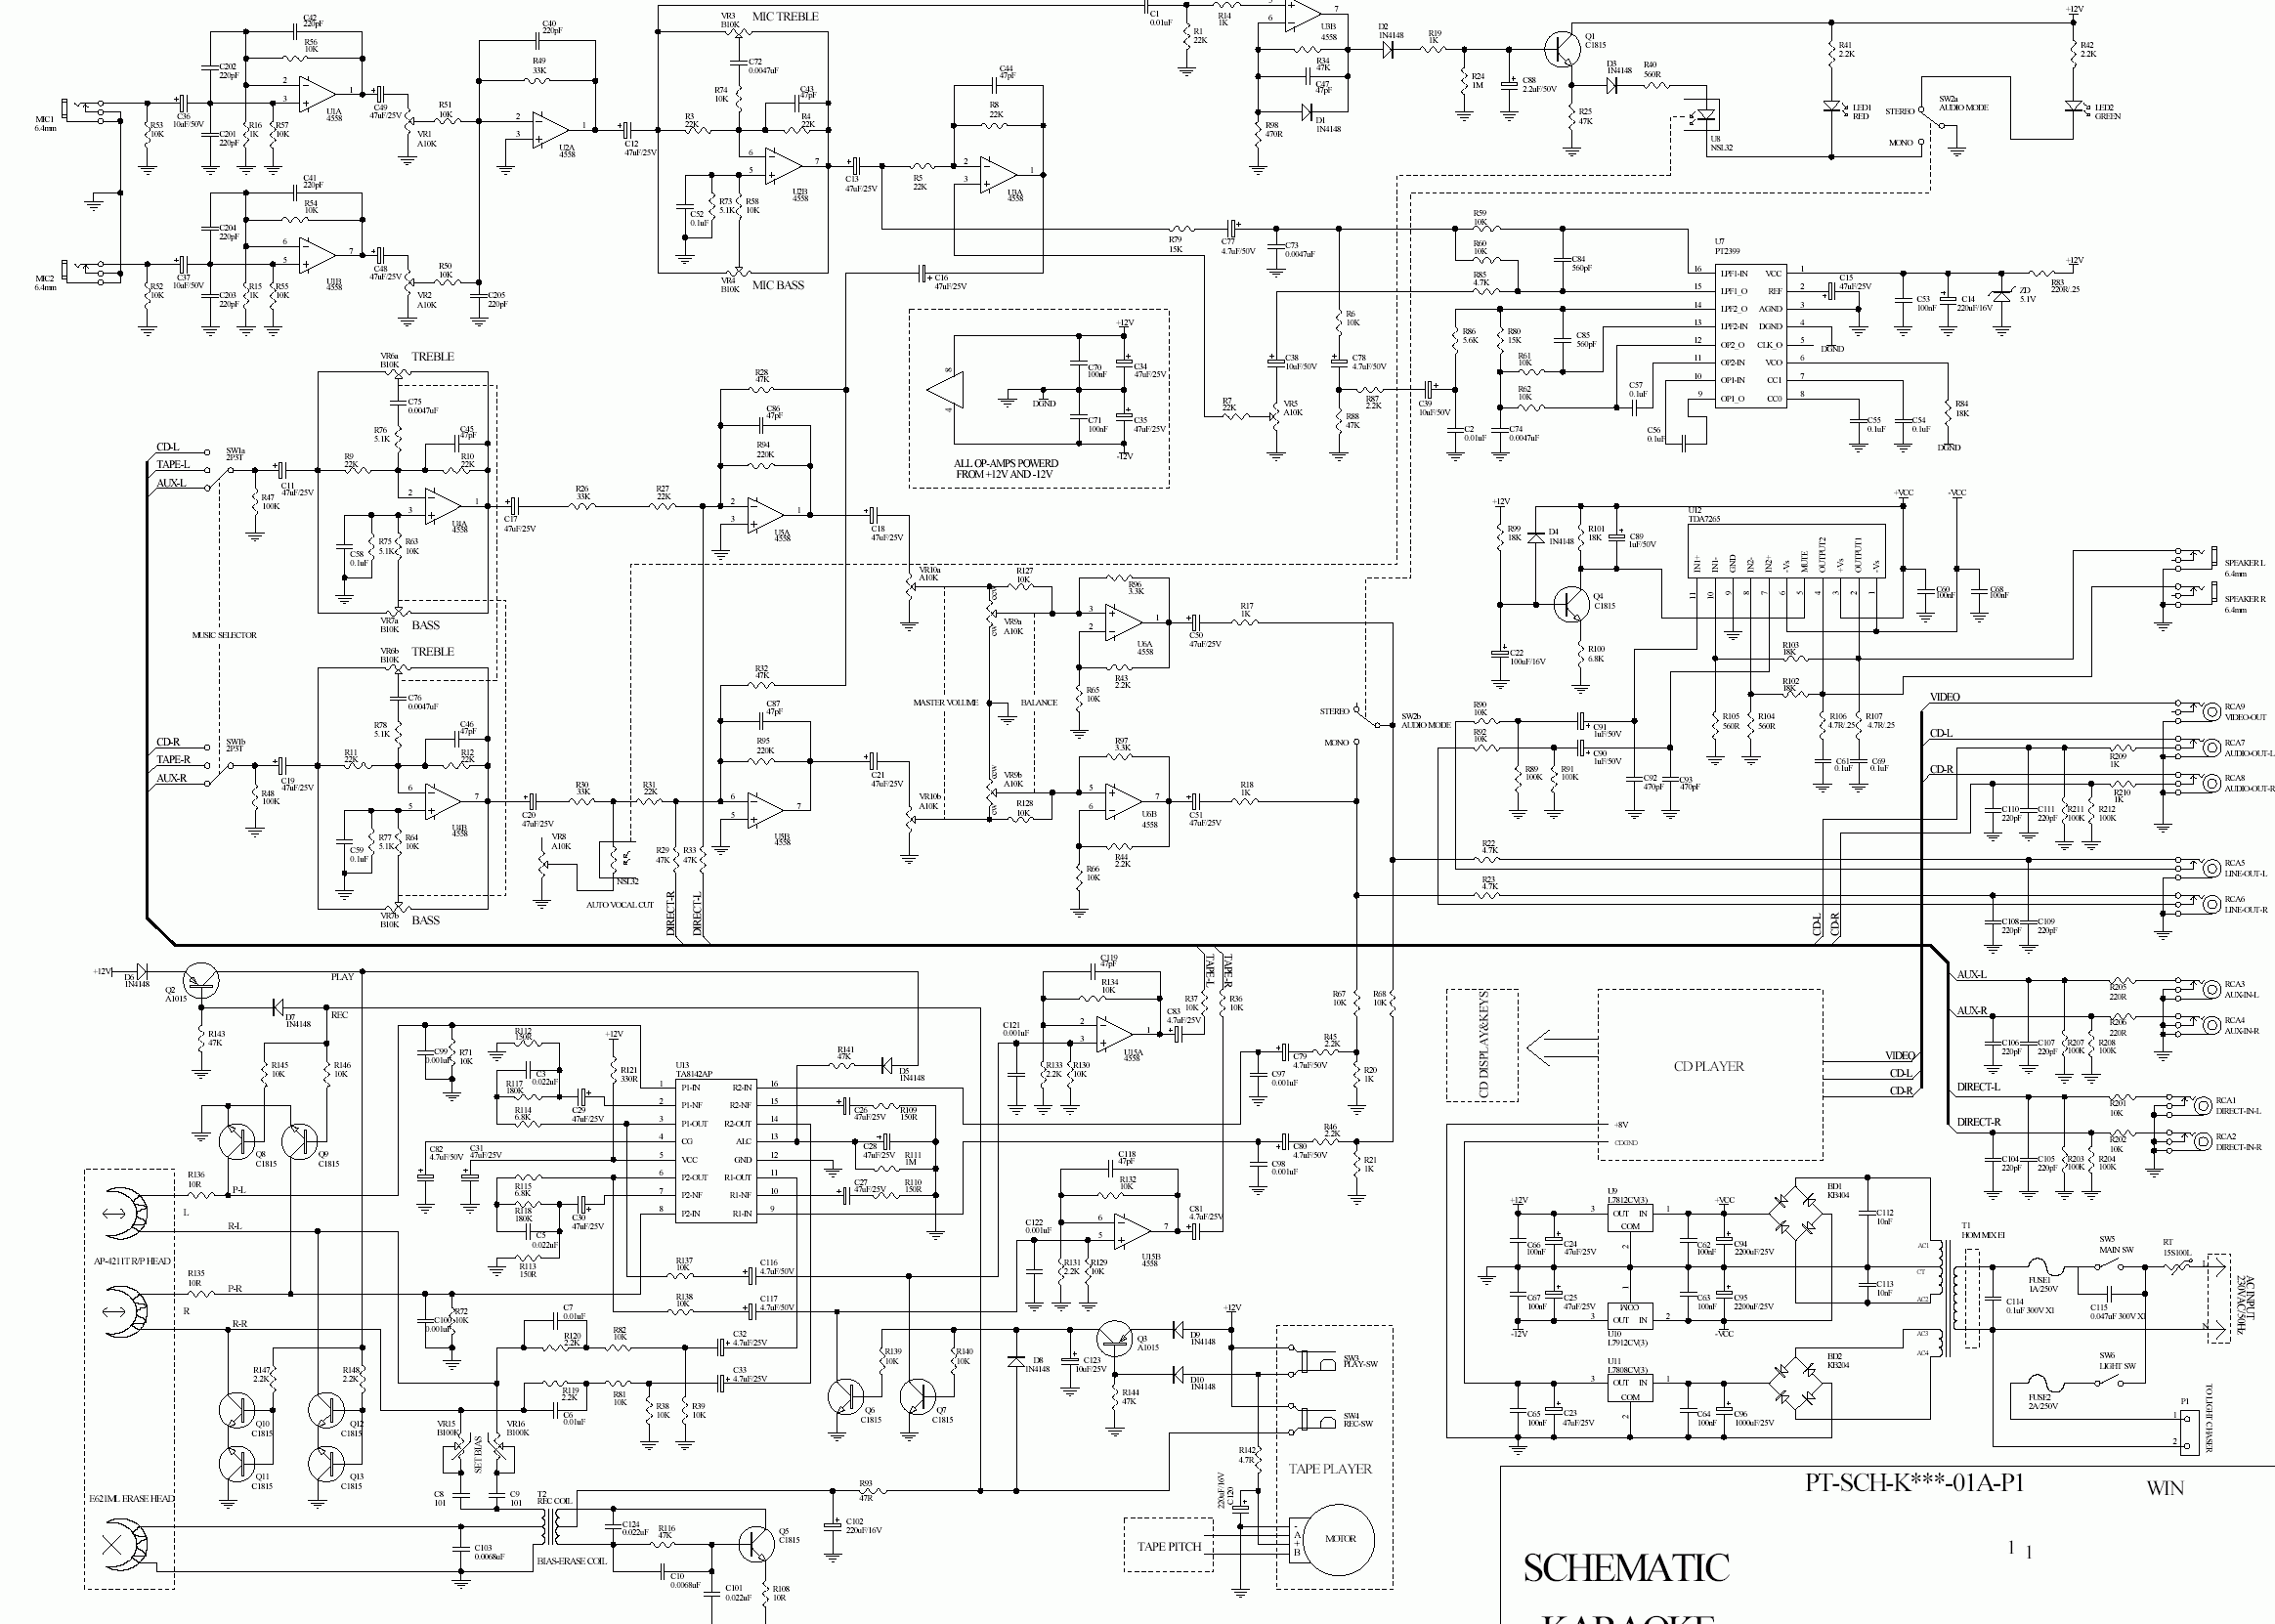 MIC TREBLE
MIC BASS
MIC1
6.4mm
MIC2
6.4mm
C42
220pF
R56
10K
C202
220pF
C36
10uF/50V
R53
10K
C201
220pF
R16
1K
R57
10K
U1A
4558
C49
47uF/25V
VR1
A10K
R51
10K
C40
220pF
R49
33K
U2A
4558
C12
47uF/25V
VR3
B10K
C72
0.0047uF
R74
10K
C43
47pF
R3
22K
R4
22K
U2B
4558
C52
0.1uF
R73
5.1K
R58
10K
VR4
B10K
C13
47uF/25V
R5
22K
C44
47pF
R8
22K
U3A
4558
C16
47uF/25V
C1
0.01uF
R1
22K
R14
1K
U3B
4558
R34
47K
C47
47pF
D1
1N4148
R98
470R
D2
1N4148
R19
1K
R24
1M
C88
2.2uF/50V
Q1
C1815
D3
1N4148
R40
560R
R25
47K
U8
NSL32
R41
2.2K
LED1
RED
STEREO
SW2a
AUDIO MODE
MONO
+12V
R42
2.2K
LED2
GREEN
C41
220pF
R54
10K
C204
220pF
C37
10uF/50V
R52
10K
C203
220pF
R15
1K
R55
10K
U1B
4558
C48
47uF/25V
VR2
A10K
R50
10K
C205
220pF
R79
15K
C77
4.7uF/50V
C73
0.0047uF
R59
10K
R60
10K
R85
4.7K
C84
560pF
U7
PT2399
LPF1-IN
LPF1_O
LPF2_O
LPF2-IN
OP2_O
OP2-IN
OP1-IN
OP1_O
VCC
REF
AGND
DGND
CLK_O
VCO
CC1
CC0
C15
47uF/25V
C53
100nF
C14
220uF/16V
ZD
5.1V
R83
220R/.25
+12V
DGND
R6
10K
C38
10uF/50V
C78
4.7uF/50V
R86
5.6K
R80
15K
C85
560pF
R61
10K
R62
10K
C57
0.1uF
R87
2.2K
C39
10uF/50V
R88
47K
R7
22K
VR5
A10K
C2
0.01uF
C74
0.0047uF
C56
0.1uF
C55
0.1uF
C54
0.1uF
R84
18K
DGND
+12V
C70
100nF
C34
47uF/25V
DGND
C71
100nF
C35
47uF/25V
-12V
ALL OP-AMPS POWERD
FROM +12V AND -12V
TREBLE
VR6a
B10K
C75
0.0047uF
R76
5.1K
C45
47pF
R9
22K
R10
22K
U4A
4558
C58
0.1uF
R75
5.1K
R63
10K
VR7a
B10K
BASS
CD-L
TAPE-L
AUX-L
SW1a
2P3T
R47
100K
C11
47uF/25V
MUSIC SELECTOR
C17
47uF/25V
R26
33K
R27
22K
R28
47K
C86
47pF
R94
220K
U5A
4558
C18
47uF/25V
VR10a
A10K
R127
10K
VR9a
A10K
R96
3.3K
U6A
4558
R43
2.2K
R65
10K
C50
47uF/25V
R17
1K
MASTER VOLUME
BALANCE
TREBLE
VR6b
B10K
C76
0.0047uF
R78
5.1K
C46
47pF
R11
22K
R12
22K
U4B
4558
C59
0.1uF
R77
5.1K
R64
10K
VR7b
B10K
BASS
CD-R
TAPE-R
AUX-R
SW1b
2P3T
R48
100K
C19
47uF/25V
C20
47uF/25V
R30
33K
R31
22K
VR8
A10K
NSL32
AUTO VOCAL CUT
R29
47K
R33
47K
DIRECT-R
DIRECT-L
R32
47K
C87
47pF
R95
220K
U5B
4558
C21
47uF/25V
VR10b
A10K
VR9b
A10K
R128
10K
R97
3.3K
U6B
4558
R44
2.2K
R66
10K
C51
47uF/25V
R18
1K
STEREO
SW2b
AUDIO MODE
MONO
+12V
R99
18K
D4
1N4148
R101
18K
C89
1uF/50V
Q4
C1815
C22
100uF/16V
R100
6.8K
U12
TDA7265
IN1+
IN1-
GND
IN2-
IN2+
-Vs
MUTE
OUTPUT2
+Vs
OUTPUT1
-Vs
+VCC
-VCC
C60
100nF
C68
100nF
R103
18K
R102
18K
R105
560R
R104
560R
R106
4.7R/.25
R107
4.7R/.25
C61
0.1uF
C69
0.1uF
R90
10K
R92
10K
C91
1uF/50V
C90
1uF/50V
R89
100K
R91
100K
C92
470pF
C93
470pF
R22
4.7K
R23
4.7K
SPEAKER L
6.4mm
SPEAKER R
6.4mm
VIDEO
RCA9
VIDEO-OUT
CD-L
RCA7
AUDIO-OUT-L
R209
1K
CD-R
RCA8
AUDIO-OUT-R
R210
1K
C110
220pF
C111
220pF
R211
100K
R212
100K
RCA5
LINE-OUT-L
RCA6
LINE-OUT-R
C108
220pF
C109
220pF
CD-L
CD-R
AUX-L
R205
220R
RCA3
AUX-IN-L
AUX-R
R206
220R
RCA4
AUX-IN-R
C106
220pF
C107
220pF
R207
100K
R208
100K
DIRECT-L
R201
10K
RCA1
DIRECT-IN-L
DIRECT-R
R202
10K
RCA2
DIRECT-IN-R
C104
220pF
C105
220pF
R203
100K
R204
100K
+12V
D6
1N4148
Q2
A1015
PLAY
D7
1N4148
REC
R143
47K
R145
10K
R146
10K
Q8
C1815
Q9
C1815
R136
10R
P-L
L
R-L
AP-4211T R/P HEAD
R135
10R
P-R
R
R-R
R147
2.2K
R148
2.2K
Q10
C1815
Q12
C1815
Q11
C1815
Q13
C1815
E621ML ERASE HEAD
C99
0.001uF
R71
10K
R112
150R
C3
0.022uF
R117
180K
R114
6.8K
C29
47uF/25V
+12V
R121
330R
C82
4.7uF/50V
C31
47uF/25V
R115
6.8K
R118
180K
C30
47uF/25V
C5
0.022uF
R113
150R
U13
TA8142AP
P1-IN
P1-NF
P1-OUT
CG
VCC
P2-OUT
P2-NF
P2-IN
R2-IN
R2-NF
R2-OUT
ALC
GND
R1-OUT
R1-NF
R1-IN
R141
47K
D5
1N4148
C26
47uF/25V
R109
150R
C28
47uF/25V
R111
1M
C27
47uF/25V
R110
150R
C119
47pF
R134
10K
C121
0.001uF
R133
2.2K
R130
10K
U15A
4558
C83
4.7uF/25V
R37
10K
R36
10K
TAPE-L
TAPE-R
R67
10K
R68
10K
C79
4.7uF/50V
R45
2.2K
C97
0.001uF
R20
1K
C80
4.7uF/50V
R46
2.2K
C98
0.001uF
R21
1K
C118
47pF
R132
10K
C122
0.001uF
R131
2.2K
R129
10K
U15B
4558
C81
4.7uF/25V
R137
10K
C116
4.7uF/50V
R138
10K
C117
4.7uF/50V
C100
0.001uF
R72
10K
C7
0.01uF
R120
2.2K
R82
10K
C32
4.7uF/25V
R119
2.2K
C6
0.01uF
R81
10K
R38
10K
R39
10K
C33
4.7uF/25V
VR15
B100K
VR16
B100K
SET BIAS
C8
101
C9
101
T2
REC COIL
BIAS-ERASE COIL
C103
0.0068uF
C124
0.022uF
R116
47K
C10
0.0068uF
C101
0.022uF
Q5
C1815
R108
10R
C102
220uF/16V
R93
47R
R139
10K
R140
10K
Q6
C1815
Q7
C1815
D8
1N4148
C123
10uF/25V
Q3
A1015
D9
1N4148
D10
1N4148
R144
47K
+12V
SW3
PLAY-SW
SW4
REC-SW
R142
4.7R
C120
220uF/16V
TAPE PLAYER
MOTOR
TAPE PITCH
-
A
+
B
CD DISPLAY&KEYS
CD PLAYER
VIDEO
CD-L
CD-R
+8V
CDGND
+12V
U9
L7812CV(3)
OUT IN
COM
+VCC
BD1
KB404
C66
100nF
C24
47uF/25V
C62
100nF
C94
2200uF/25V
C112
10nF
C67
100nF
C25
47uF/25V
C63
100nF
C95
2200uF/25V
C113
10nF
-12V
COM
OUT IN
U10
L7912CV(3)
-VCC
U11
L7808CV(3)
OUT IN
COM
BD2
KB204
C65
100nF
C23
47uF/25V
C64
100nF
C96
1000uF/25V
T1
HOM MIX EI
AC1
CT
AC2
AC3
AC4
FUSE1
1A/250V
SW5
MAIN SW
RT
15S100L
C114
0.1uF 300V X1
C115
0.047uF 300V X1
AC INPUT
230VAC/50Hz
SW6
LIGHT SW
FUSE2
2A/250V
P1
TO LIGHT CHASER
PT-SCH-K***-01A-P1
WIN
1 1
SCHEMATIC
KARAOKE